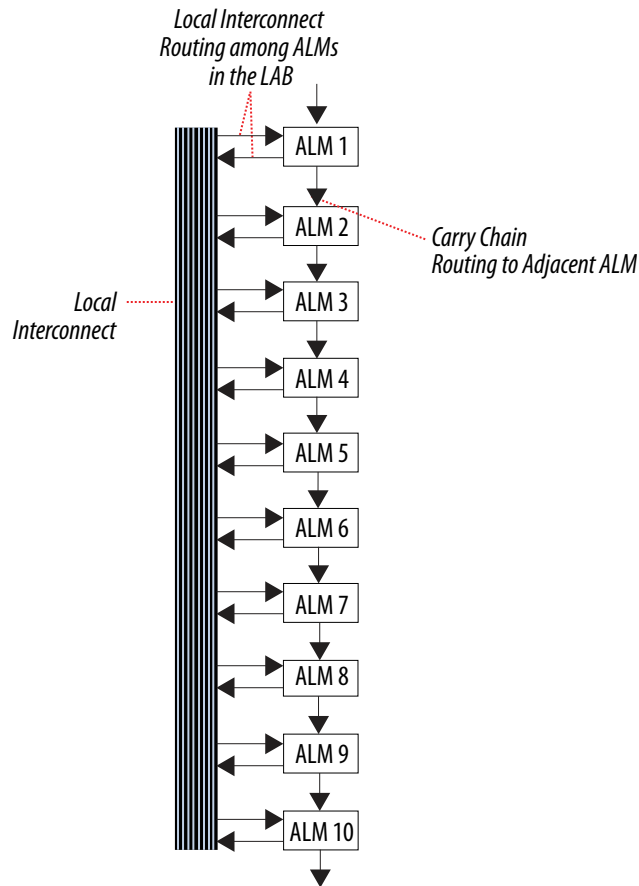 Local Interconnect
Routing among ALMs
in the LAB
ALM 1
ALM 2
Carry Chain
Routing to Adjacent ALM
ALM 3
Local
Interconnect
ALM 4
ALM 5
ALM 6
ALM 7
ALM 8
ALM 9
ALM 10